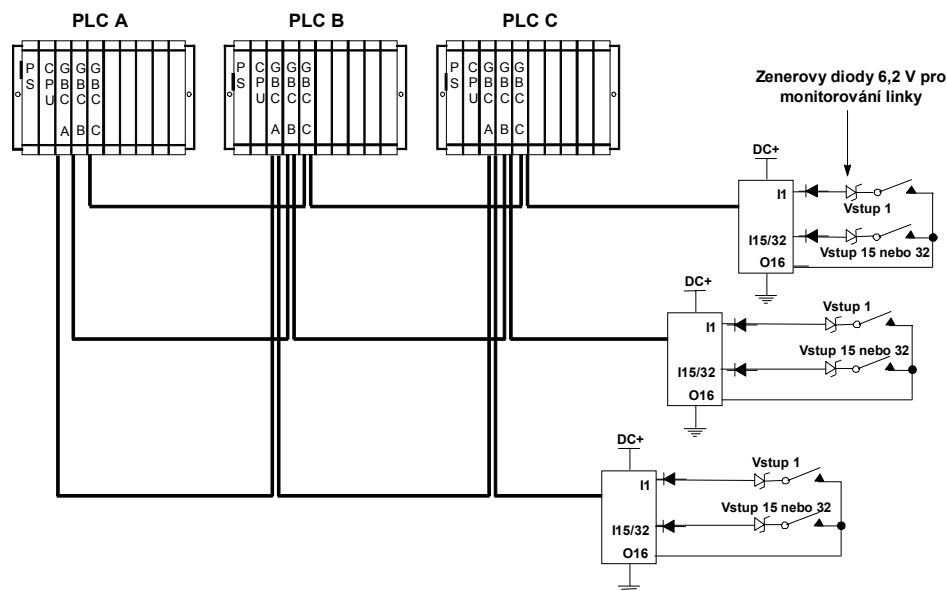 PLC A
PLC B
PLC C
P
S
C
P
U
G
B
C
A
G
B
C
B
G
B
C
C
P
S
C
P
U
G
B
C
A
G
B
C
B
G
B
C
C
P
S
C
P
U
G
B
C
A
G
B
C
B
G
B
C
C
Zenerovy diody 6,2 V pro
monitorování linky
DC+
I1
Vstup 1
I15/32
Vstup 15 nebo 32
O16
DC+
I1
Vstup 1
I15/32
Vstup 15 nebo 32
O16
DC+
I1
Vstup 1
I15/32
Vstup 15 nebo 32
O16